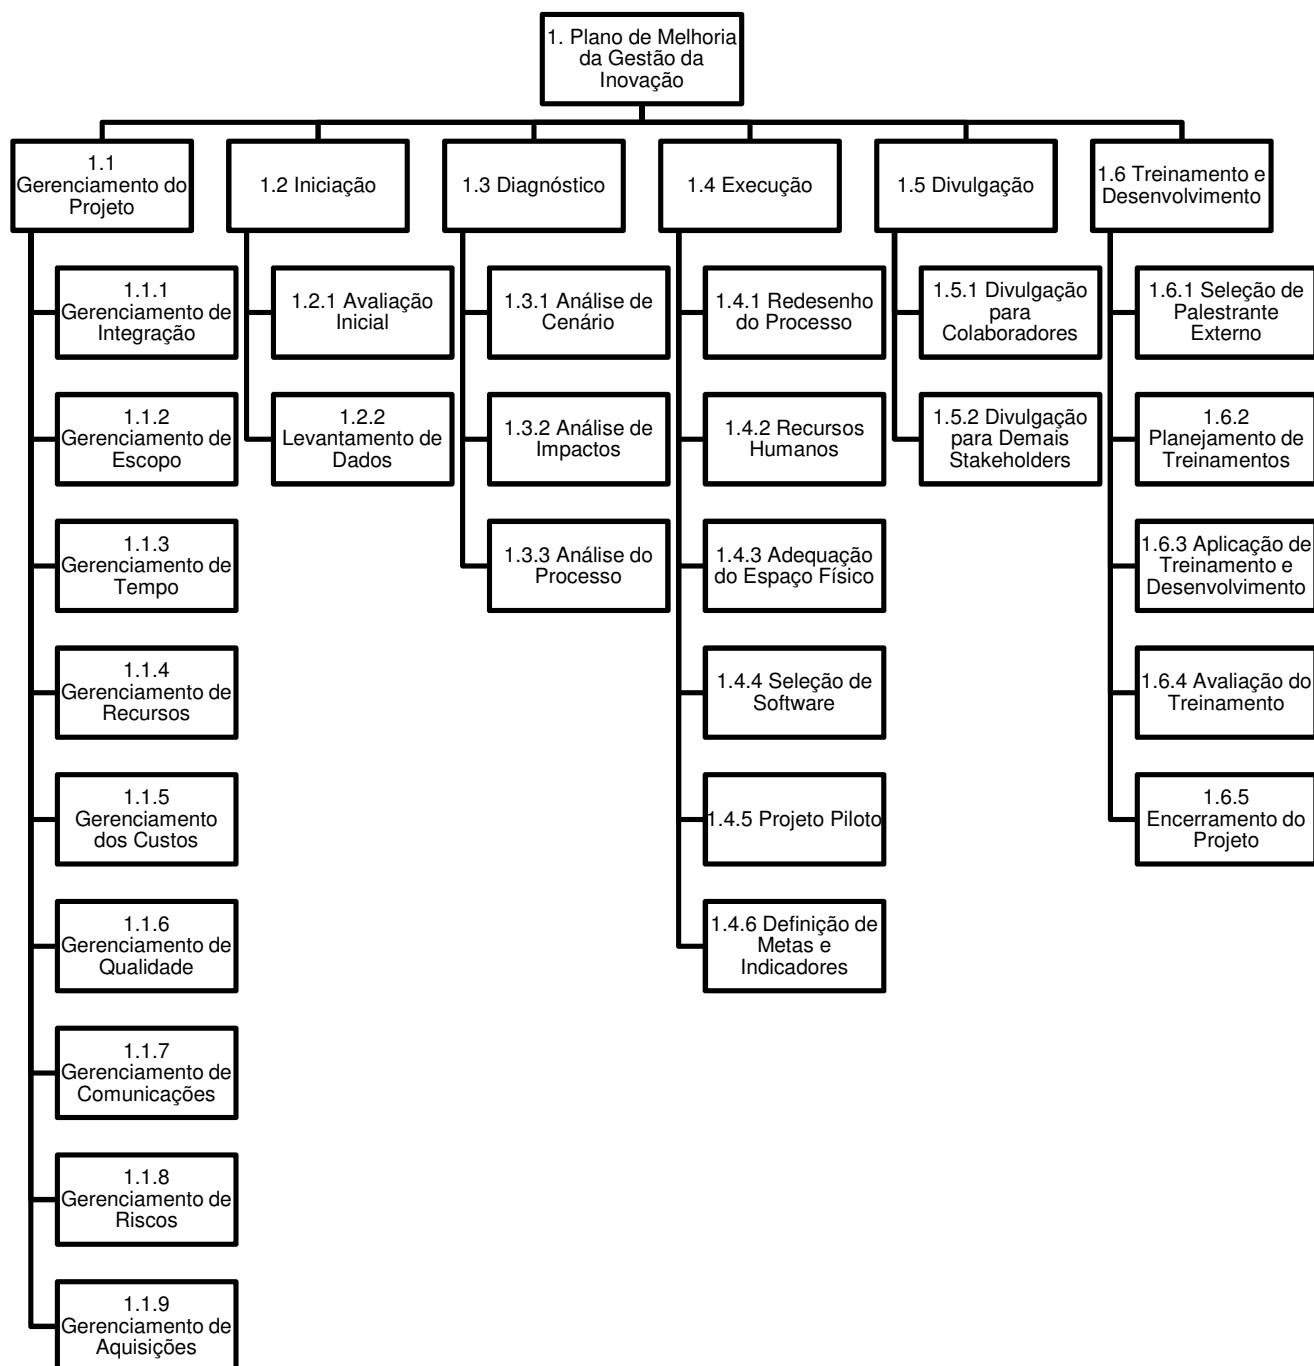 1. Plano de Melhoria
da Gestão da
Inovação
1.1
Gerenciamento do
Projeto
1.2 Iniciação
1.3 Diagnóstico
1.4 Execução
1.5 Divulgação
1.6 Treinamento e
Desenvolvimento
1.1.1
Gerenciamento de
Integração
1.1.2
Gerenciamento de
Escopo
1.1.3
Gerenciamento de
Tempo
1.1.4
Gerenciamento de
Recursos
1.1.5
Gerenciamento
dos Custos
1.1.6
Gerenciamento de
Qualidade
1.1.7
Gerenciamento de
Comunicações
1.1.8
Gerenciamento de
Riscos
1.1.9
Gerenciamento de
Aquisições
1.2.1 Avaliação
Inicial
1.2.2
Levantamento de
Dados
1.3.1 Análise de
Cenário
1.3.2 Análise de
Impactos
1.3.3 Análise do
Processo
1.4.1 Redesenho
do Processo
1.4.2 Recursos
Humanos
1.4.3 Adequação
do Espaço Físico
1.4.4 Seleção de
Software
1.4.5 Projeto Piloto
1.4.6 Definição de
Metas e
Indicadores
1.5.1 Divulgação
para
Colaboradores
1.5.2 Divulgação
para Demais
Stakeholders
1.6.1 Seleção de
Palestrante
Externo
1.6.2
Planejamento de
Treinamentos
1.6.3 Aplicação de
Treinamento e
Desenvolvimento
1.6.4 Avaliação do
Treinamento
1.6.5
Encerramento do
Projeto